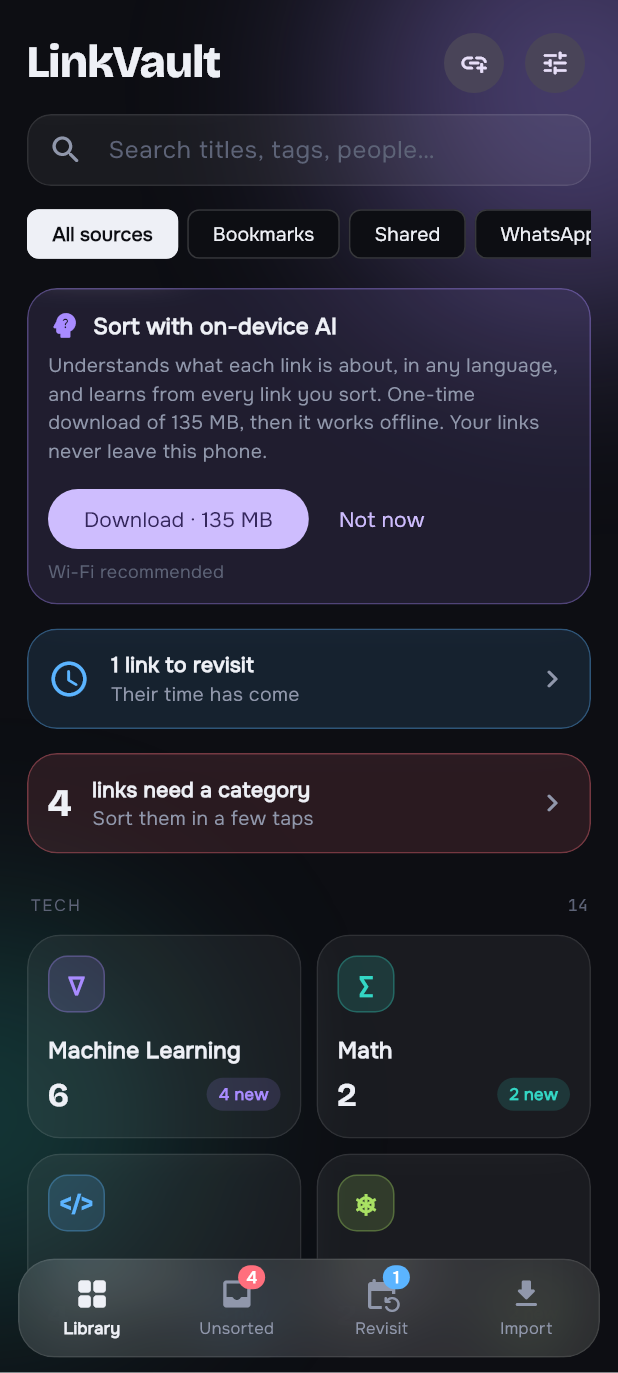 LinkVault
Search titles, tags, people...
All sources
Bookmarks
Shared
WhatsApp
Sort with on-device AI
Understands what each link is about, in any language,
and learns from every link you sort. One-time
download of 135 MB, then it works offline. Your links
never leave this phone.
Download · 135 MB
Not now
Wi-Fi recommended
1 link to revisit
Their time has come
4
links need a category
Sort them in a few taps
TECH
14
∇
Machine Learning
6
4 new
Σ
Math
2
2 new
</>
Library
4
Unsorted
1
Revisit
Import